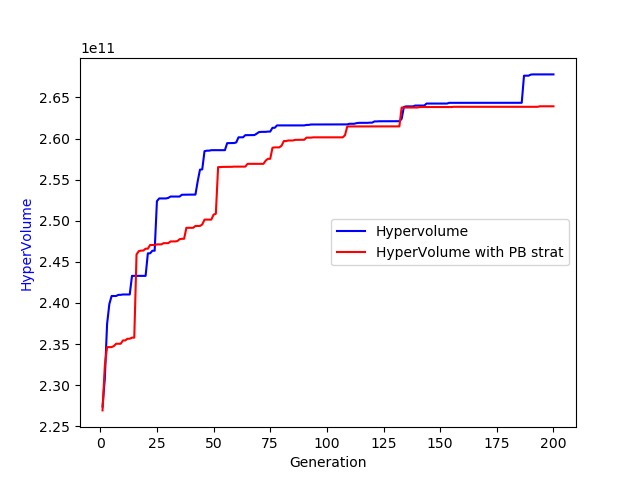 1e11
2.65
2.60
2.55
2.50
2.45
2.40
2.35
2.30
2.25
HyperVolume
Hypervolume
HyperVolume with PB strat
0 25 50 75 100 125 150 175 200
Generation